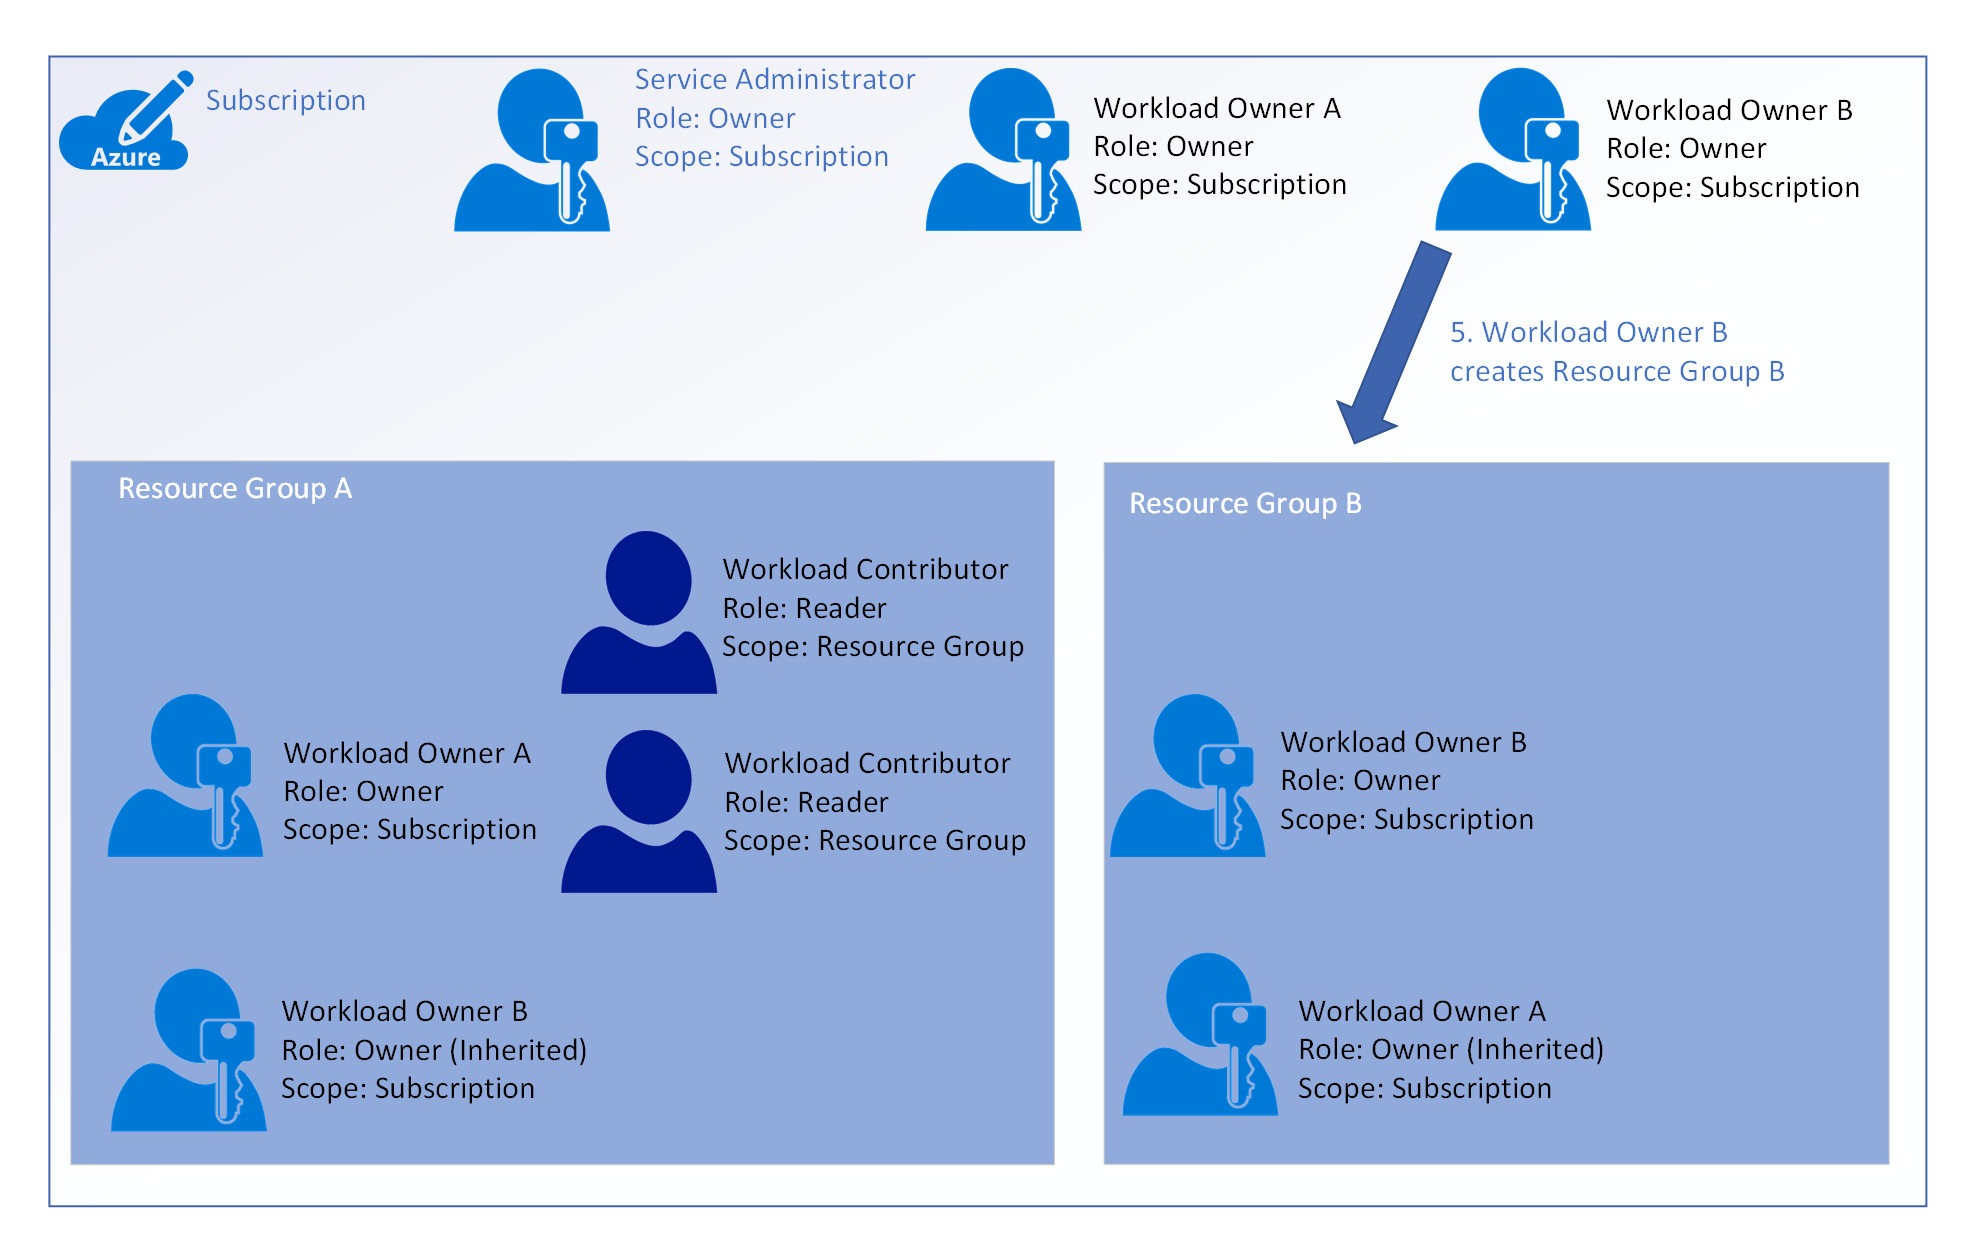 Azure
Subscription
Service Administrator
Role: Owner
Scope: Subscription
Workload Owner A
Role: Owner
Scope: Subscription
Workload Owner B
Role: Owner
Scope: Subscription
5. Workload Owner B
creates Resource Group B
Resource Group A
Workload Contributor
Role: Reader
Scope: Resource Group
Workload Owner A
Role: Owner
Scope: Subscription
Workload Contributor
Role: Reader
Scope: Resource Group
Workload Owner B
Role: Owner (Inherited)
Scope: Subscription
Resource Group B
Workload Owner B
Role: Owner
Scope: Subscription
Workload Owner A
Role: Owner (Inherited)
Scope: Subscription